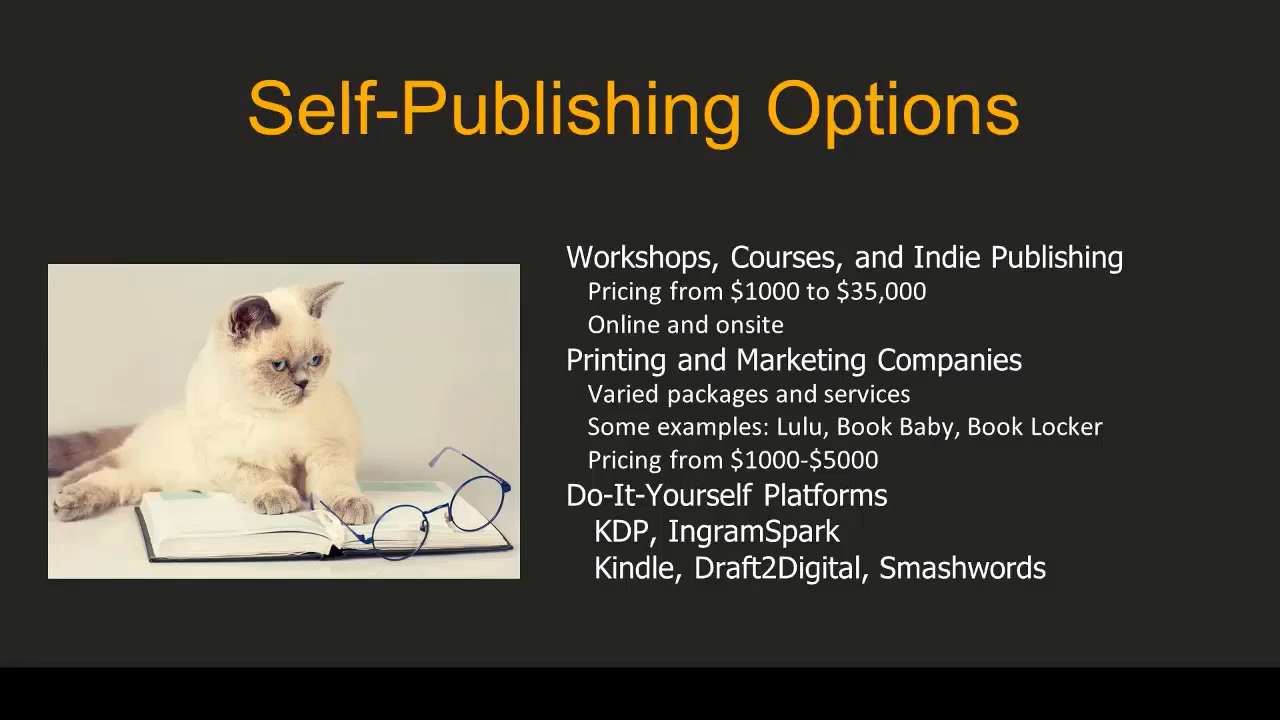 Self-Publishing Options
Workshops, Courses, and Indie Publishing
Pricing from $1000 to $35,000
Online and onsite
Printing and Marketing Companies
Varied packages and services
Some examples: Lulu, Book Baby, Book Locker
Pricing from $1000-$5000
Do-It-Yourself Platforms
KDP, IngramSpark
Kindle, Draft2Digital, Smashwords